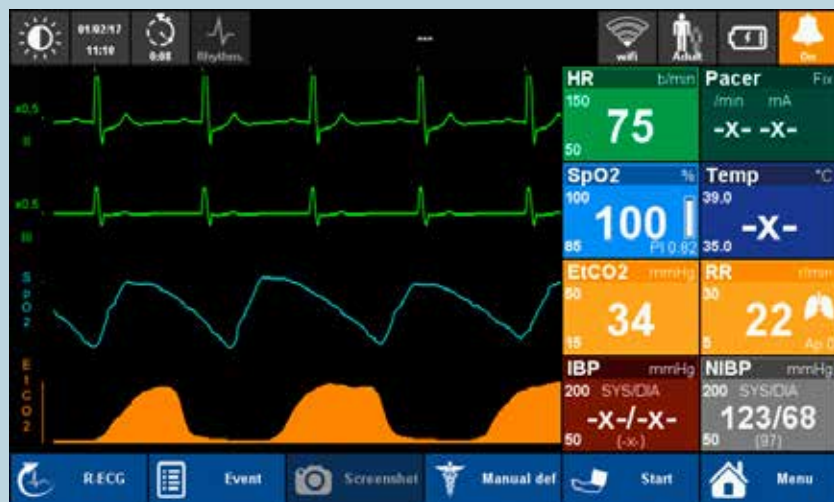 01/02/17
11:10
0:08
Rhythms.
---
wifi
Adult
On
x0.5
II
x0.5
III
SpO2
EtCO2
HR b/min
150
75
50
Pacer Fix
/min mA
-x- -x-
SpO2 %
100
100
85
PI 0.82
Temp °C
39.0
-x-
35.0
EtCO2 mmHg
50
34
15
RR r/min
30
22
5
Ap 0
IBP mmHg
200 SYS/DIA
-x-/-x-
50 (-x-)
NIBP mmHg
200 SYS/DIA
123/68
50 (97)
R.ECG
Event
Screenshot
Manual def
Start
Menu